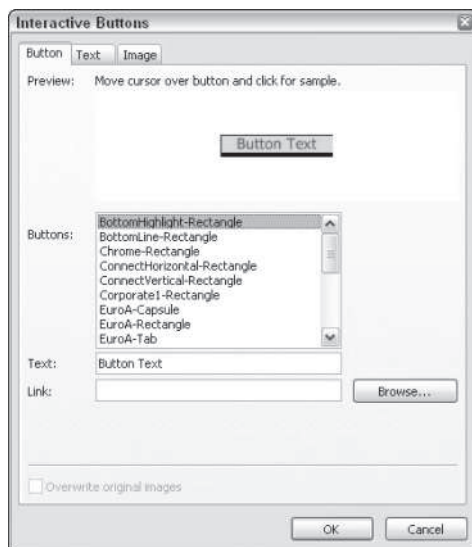 Interactive Buttons
Button Text Image
Preview: Move cursor over button and click for sample.
Button Text
Buttons:
BottomHighlight-Rectangle
BottomLine-Rectangle
Chrome-Rectangle
ConnectHorizontal-Rectangle
ConnectVertical-Rectangle
Corporate1-Rectangle
EuroA-Capsule
EuroA-Rectangle
EuroA-Tab
Text: Button Text
Link: Browse...
Overwrite original images
OK Cancel